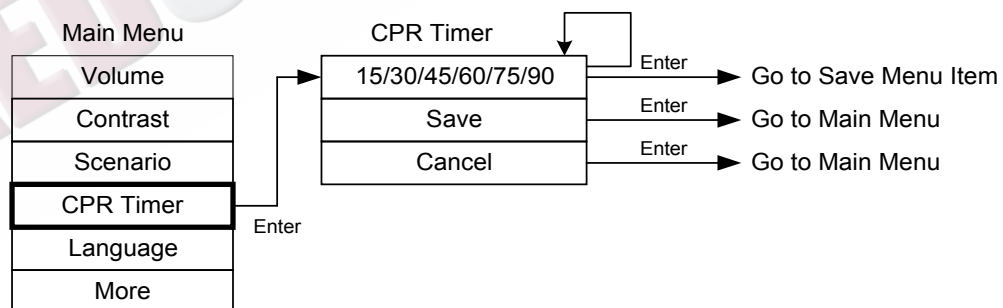 Main Menu
Volume
Contrast
Scenario
CPR Timer
Language
More
Enter
CPR Timer
15/30/45/60/75/90
Save
Cancel
Enter
Go to Save Menu Item
Enter
Go to Main Menu
Enter
Go to Main Menu